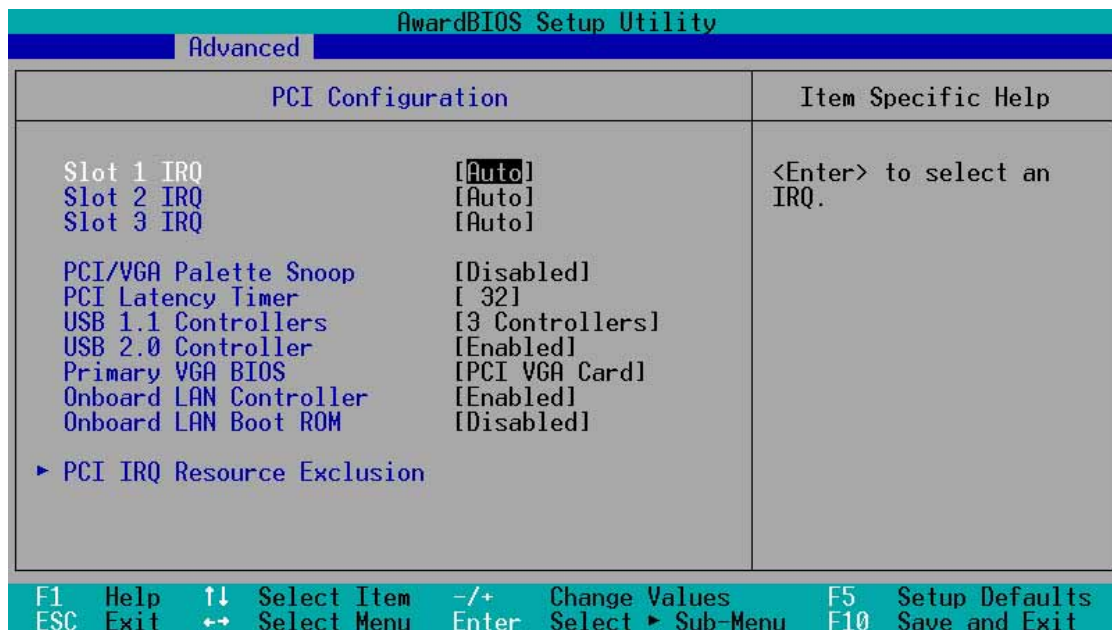 AwardBIOS Setup Utility
Advanced
PCI Configuration
Item Specific Help
Slot 1 IRQ [Auto]
Slot 2 IRQ [Auto]
Slot 3 IRQ [Auto]
PCI/VGA Palette Snoop [Disabled]
PCI Latency Timer [ 32]
USB 1.1 Controllers [3 Controllers]
USB 2.0 Controller [Enabled]
Primary VGA BIOS [PCI VGA Card]
Onboard LAN Controller [Enabled]
Onboard LAN Boot ROM [Disabled]
► PCI IRQ Resource Exclusion
<Enter> to select an
IRQ.
F1 Help ↑↓ Select Item -/+ Change Values F5 Setup Defaults
ESC Exit ←→ Select Menu Enter Select ► Sub-Menu F10 Save and Exit